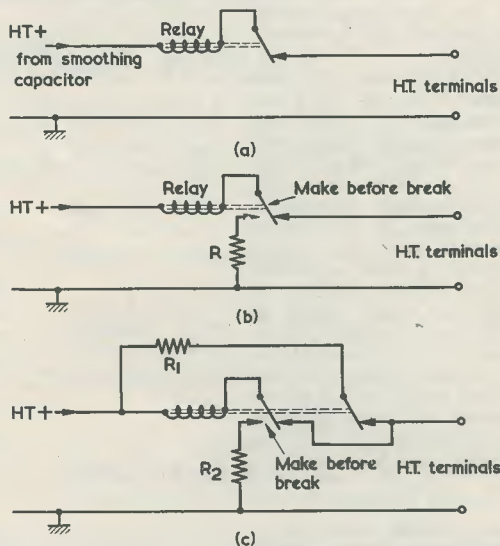 HT+
from smoothing
capacitor
Relay
H.T. terminals
(a)
Relay
Make before break
HT+
R
H.T. terminals
(b)
R1
HT+
R2
Make before
break
H.T. terminals
(c)